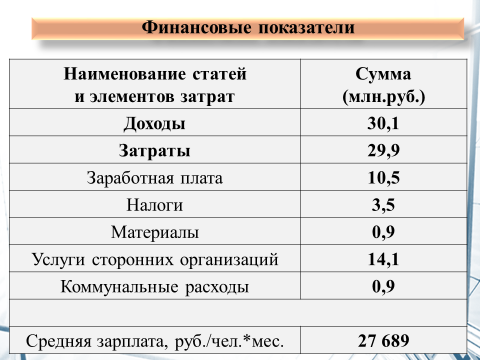 Финансовые показатели
Наименование статей Сумма
и элементов затрат (млн.руб.)
Доходы 30,1
Затраты 29,9
Заработная плата 10,5
Налоги 3,5
Материалы 0,9
Услуги сторонних организаций 14,1
Коммунальные расходы 0,9
Средняя зарплата, руб./чел.*мес. 27 689